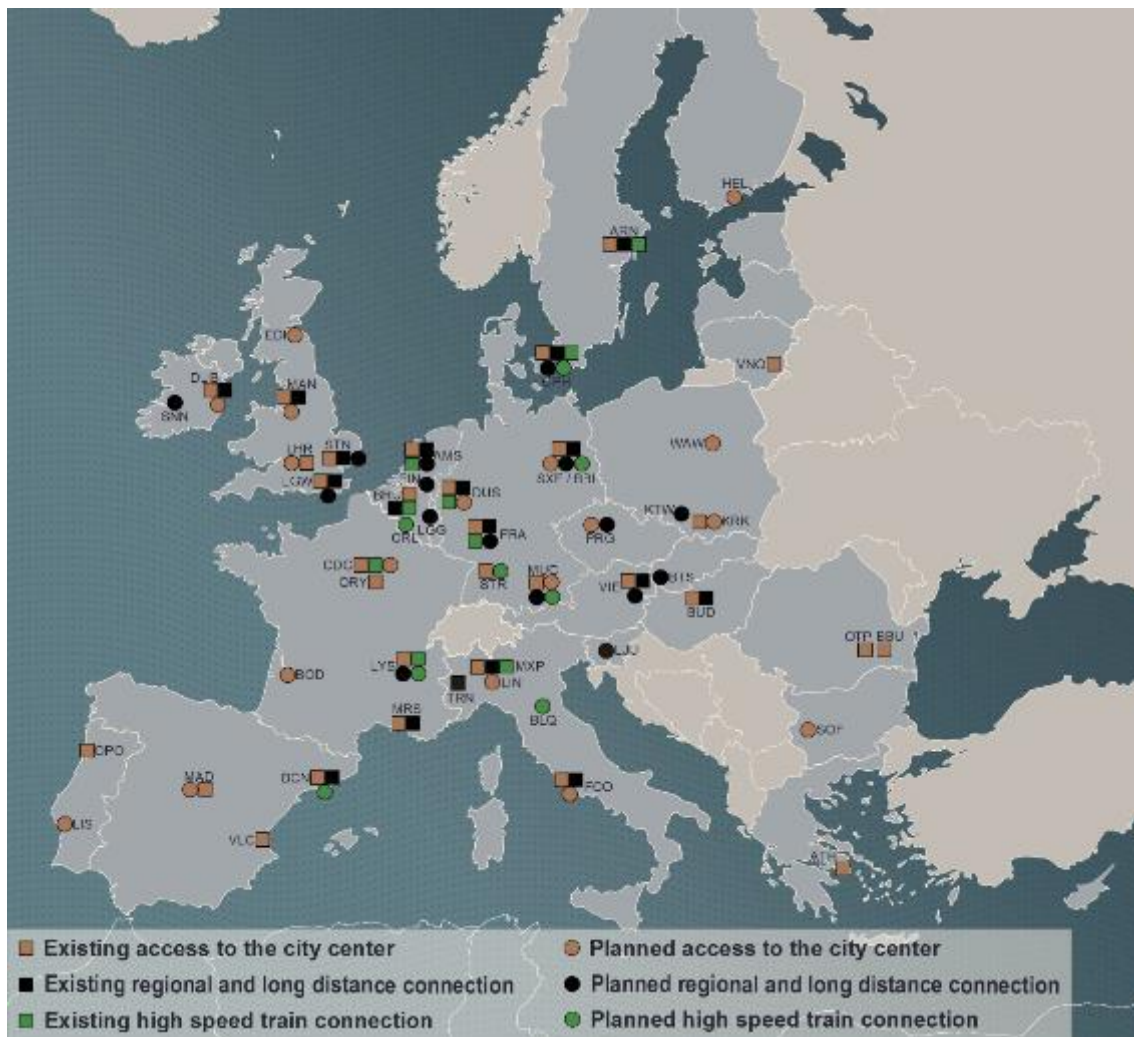 HEL
ARN
EDI
VNO
DUB
MAN
SNN
WAW
LHR
STN
AMS
LGW
SXF / BBI
DUS
KTW
LGG
CRL
FRA
PRG
KRK
CDG
ORY
STR
MUC
VIE
BTS
BUD
OTP
LYS
MXP
LJU
BOD
LIN
TRN
MRS
BLQ
SOF
OPO
MAD
BCN
FCO
LIS
VLC
Existing access to the city center
Planned access to the city center
Existing regional and long distance connection
Planned regional and long distance connection
Existing high speed train connection
Planned high speed train connection